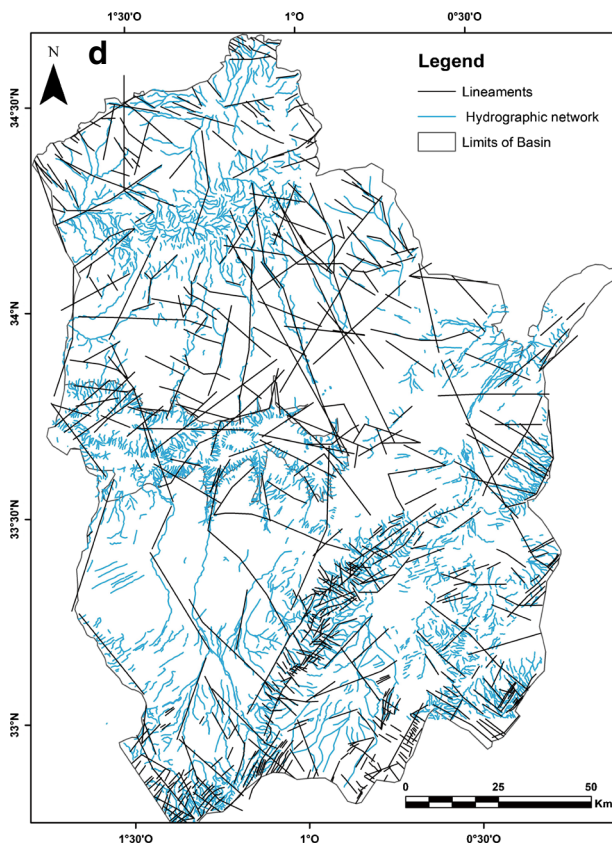 1°30'O 1°O 0°30'O
N
d
Legend
Lineaments
Hydrographic network
Limits of Basin
34°30'N
34°N
33°30'N
33°N
0 25 50
Km
1°30'O 1°O 0°30'O